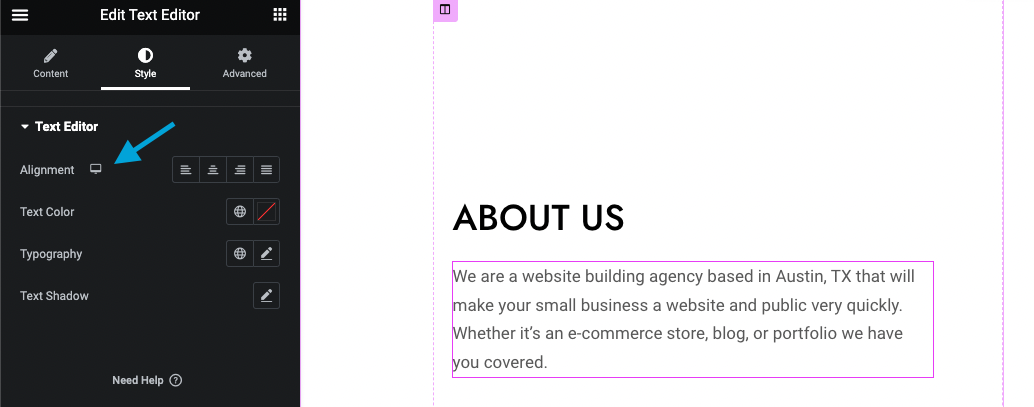 Edit Text Editor
Content
Style
Advanced
Text Editor
Alignment
Text Color
Typography
Text Shadow
Need Help ?
ABOUT US
We are a website building agency based in Austin, TX that will
make your small business a website and public very quickly.
Whether it’s an e-commerce store, blog, or portfolio we have
you covered.